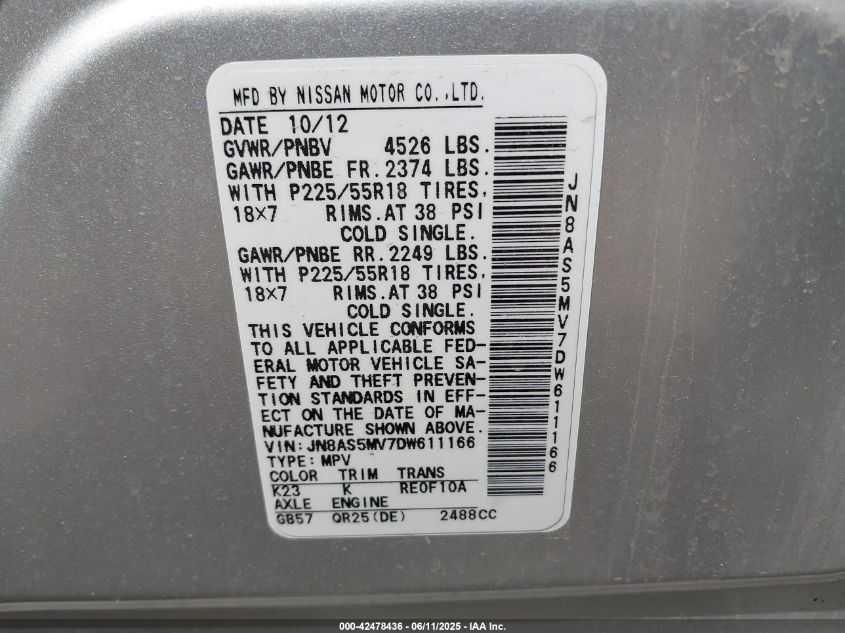 MFD BY NISSAN MOTOR CO.,LTD.
DATE 10/12
GVWR/PNBV 4526 LBS.
GAWR/PNBE FR.2374 LBS.
WITH P225/55R18 TIRES,
18×7 RIMS.AT 38 PSI
COLD SINGLE.
GAWR/PNBE RR.2249 LBS.
WITH P225/55R18 TIRES,
18×7 RIMS.AT 38 PSI
COLD SINGLE.
THIS VEHICLE CONFORMS
TO ALL APPLICABLE FED-
ERAL MOTOR VEHICLE SA-
FETY AND THEFT PREVEN-
TION STANDARDS IN EFF-
ECT ON THE DATE OF MA-
NUFACTURE SHOWN ABOVE.
VIN:JN8AS5MV7DW611166
TYPE:MPV
COLOR TRIM TRANS
K23 K RE0F10A
AXLE ENGINE
GB57 QR25(DE) 2488CC
JN8AS5MV7DW611166
000-42478436 - 06/11/2025 - IAA Inc.